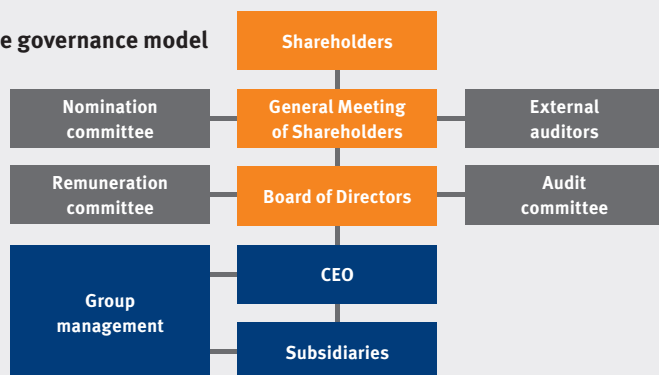 e governance model
Shareholders
Nomination
committee
General Meeting
of Shareholders
External
auditors
Remuneration
committee
Board of Directors
Audit
committee
Group
management
CEO
Subsidiaries